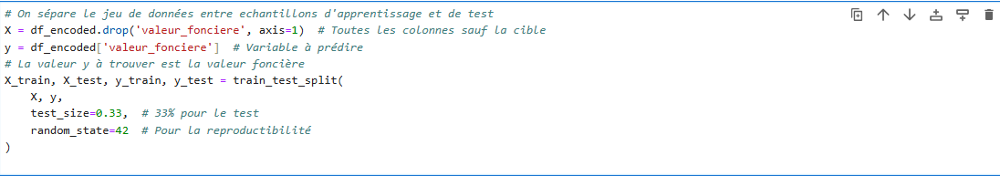 # On sépare le jeu de données entre echantillons d'apprentissage et de test
X = df_encoded.drop('valeur_fonciere', axis=1)  # Toutes les colonnes sauf la cible
y = df_encoded['valeur_fonciere']  # Variable à prédire
# La valeur y à trouver est la valeur foncière
X_train, X_test, y_train, y_test = train_test_split(
    X, y,
    test_size=0.33,  # 33% pour le test
    random_state=42  # Pour la reproductibilité
)